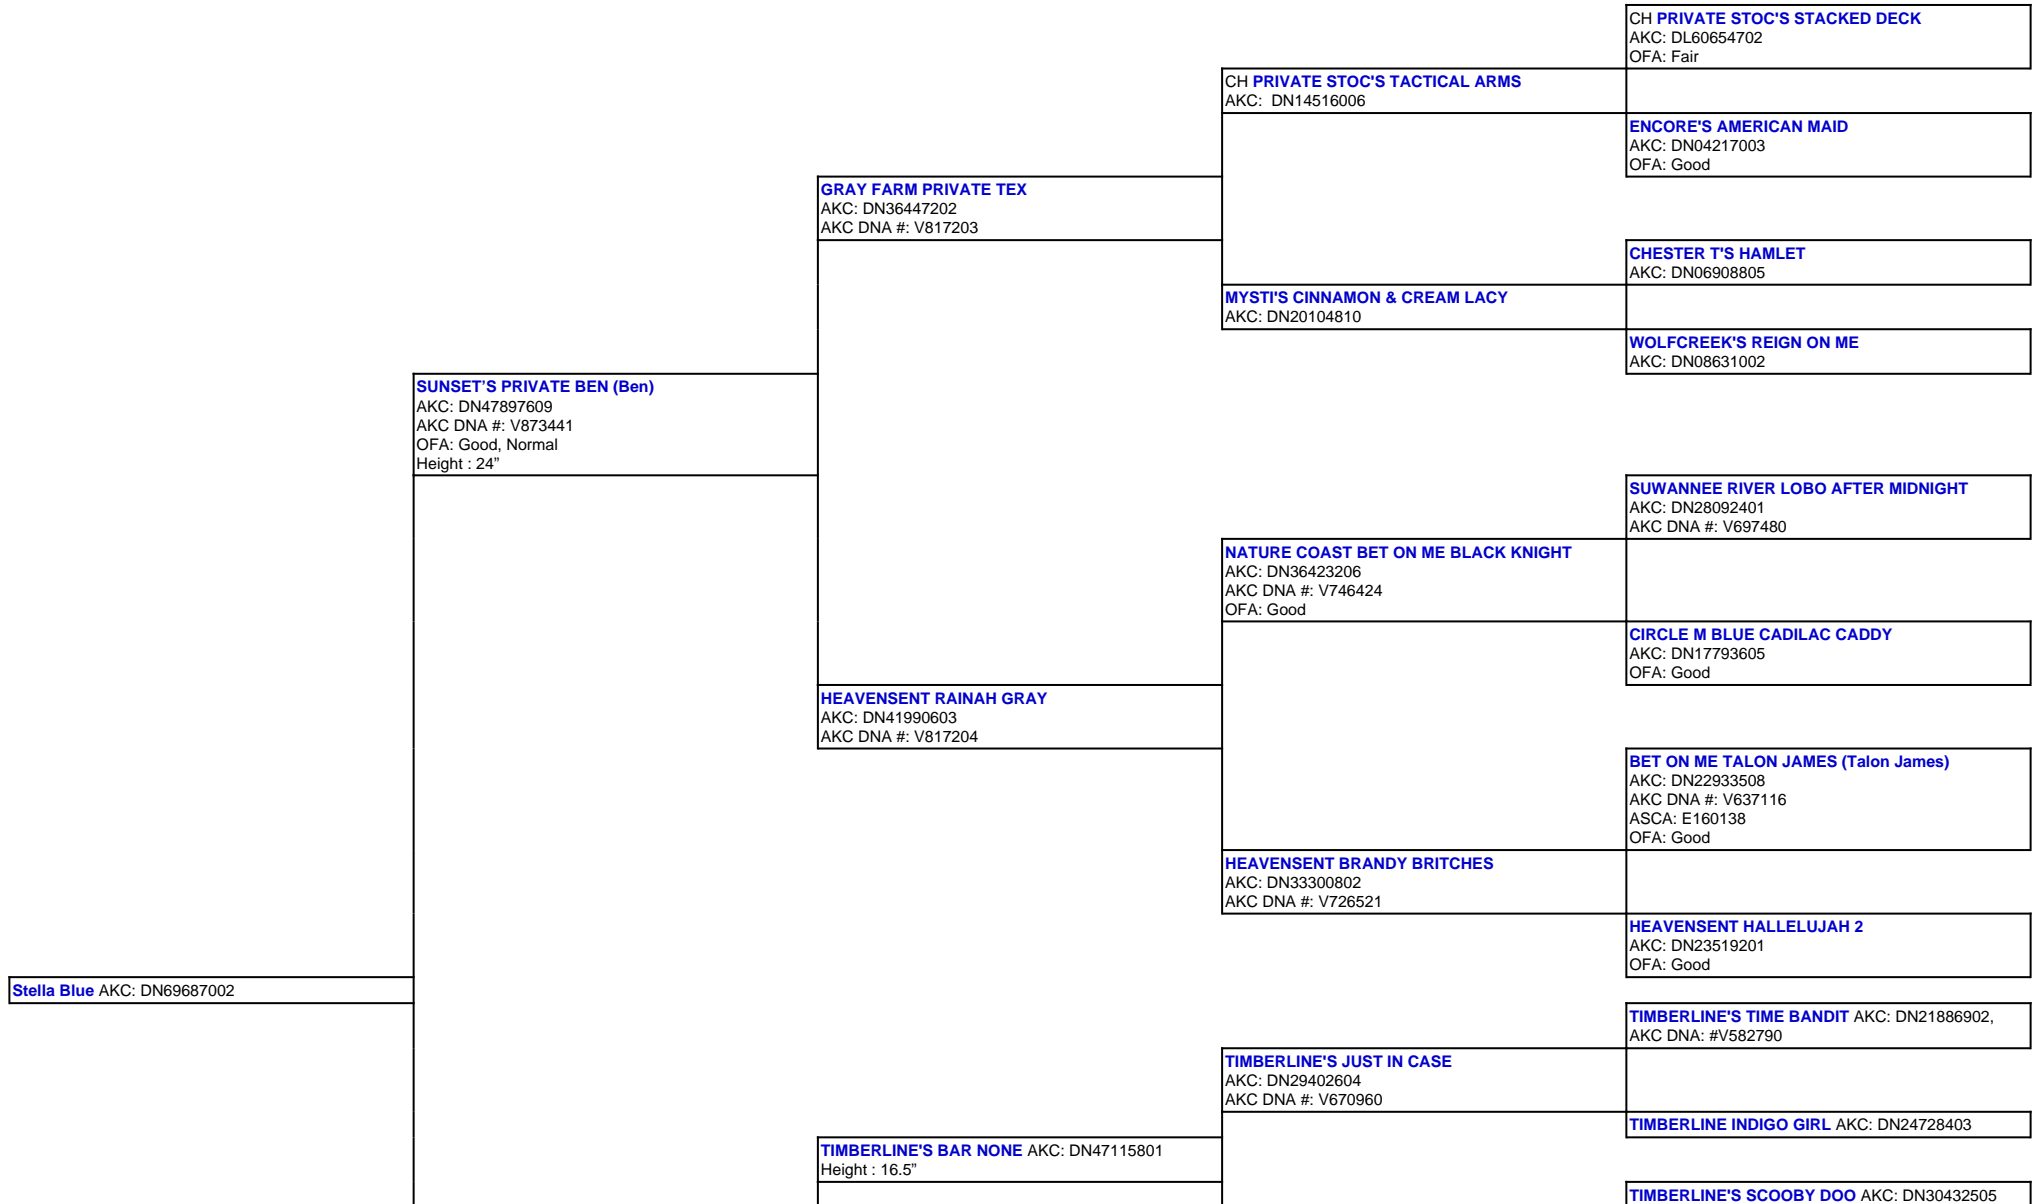 CH PRIVATE STOC'S STACKED DECK
AKC: DL60654702
OFA: Fair
CH PRIVATE STOC'S TACTICAL ARMS
AKC:  DN14516006
ENCORE'S AMERICAN MAID
AKC: DN04217003
OFA: Good
GRAY FARM PRIVATE TEX
AKC: DN36447202
AKC DNA #: V817203
CHESTER T'S HAMLET
AKC: DN06908805
MYSTI'S CINNAMON & CREAM LACY
AKC: DN20104810
WOLFCREEK'S REIGN ON ME
AKC: DN08631002
SUNSET’S PRIVATE BEN (Ben)
AKC: DN47897609
AKC DNA #: V873441
OFA: Good, Normal
Height : 24”
SUWANNEE RIVER LOBO AFTER MIDNIGHT
AKC: DN28092401
AKC DNA #: V697480
NATURE COAST BET ON ME BLACK KNIGHT
AKC: DN36423206
AKC DNA #: V746424
OFA: Good
CIRCLE M BLUE CADILAC CADDY
AKC: DN17793605
OFA: Good
HEAVENSENT RAINAH GRAY
AKC: DN41990603
AKC DNA #: V817204
BET ON ME TALON JAMES (Talon James)
AKC: DN22933508
AKC DNA #: V637116
ASCA: E160138
OFA: Good
HEAVENSENT BRANDY BRITCHES
AKC: DN33300802
AKC DNA #: V726521
HEAVENSENT HALLELUJAH 2
AKC: DN23519201
OFA: Good
Stella Blue AKC: DN69687002
TIMBERLINE'S TIME BANDIT AKC: DN21886902,
AKC DNA: #V582790
TIMBERLINE'S JUST IN CASE
AKC: DN29402604
AKC DNA #: V670960
TIMBERLINE INDIGO GIRL AKC: DN24728403
TIMBERLINE'S BAR NONE AKC: DN47115801
Height : 16.5”
TIMBERLINE'S SCOOBY DOO AKC: DN30432505